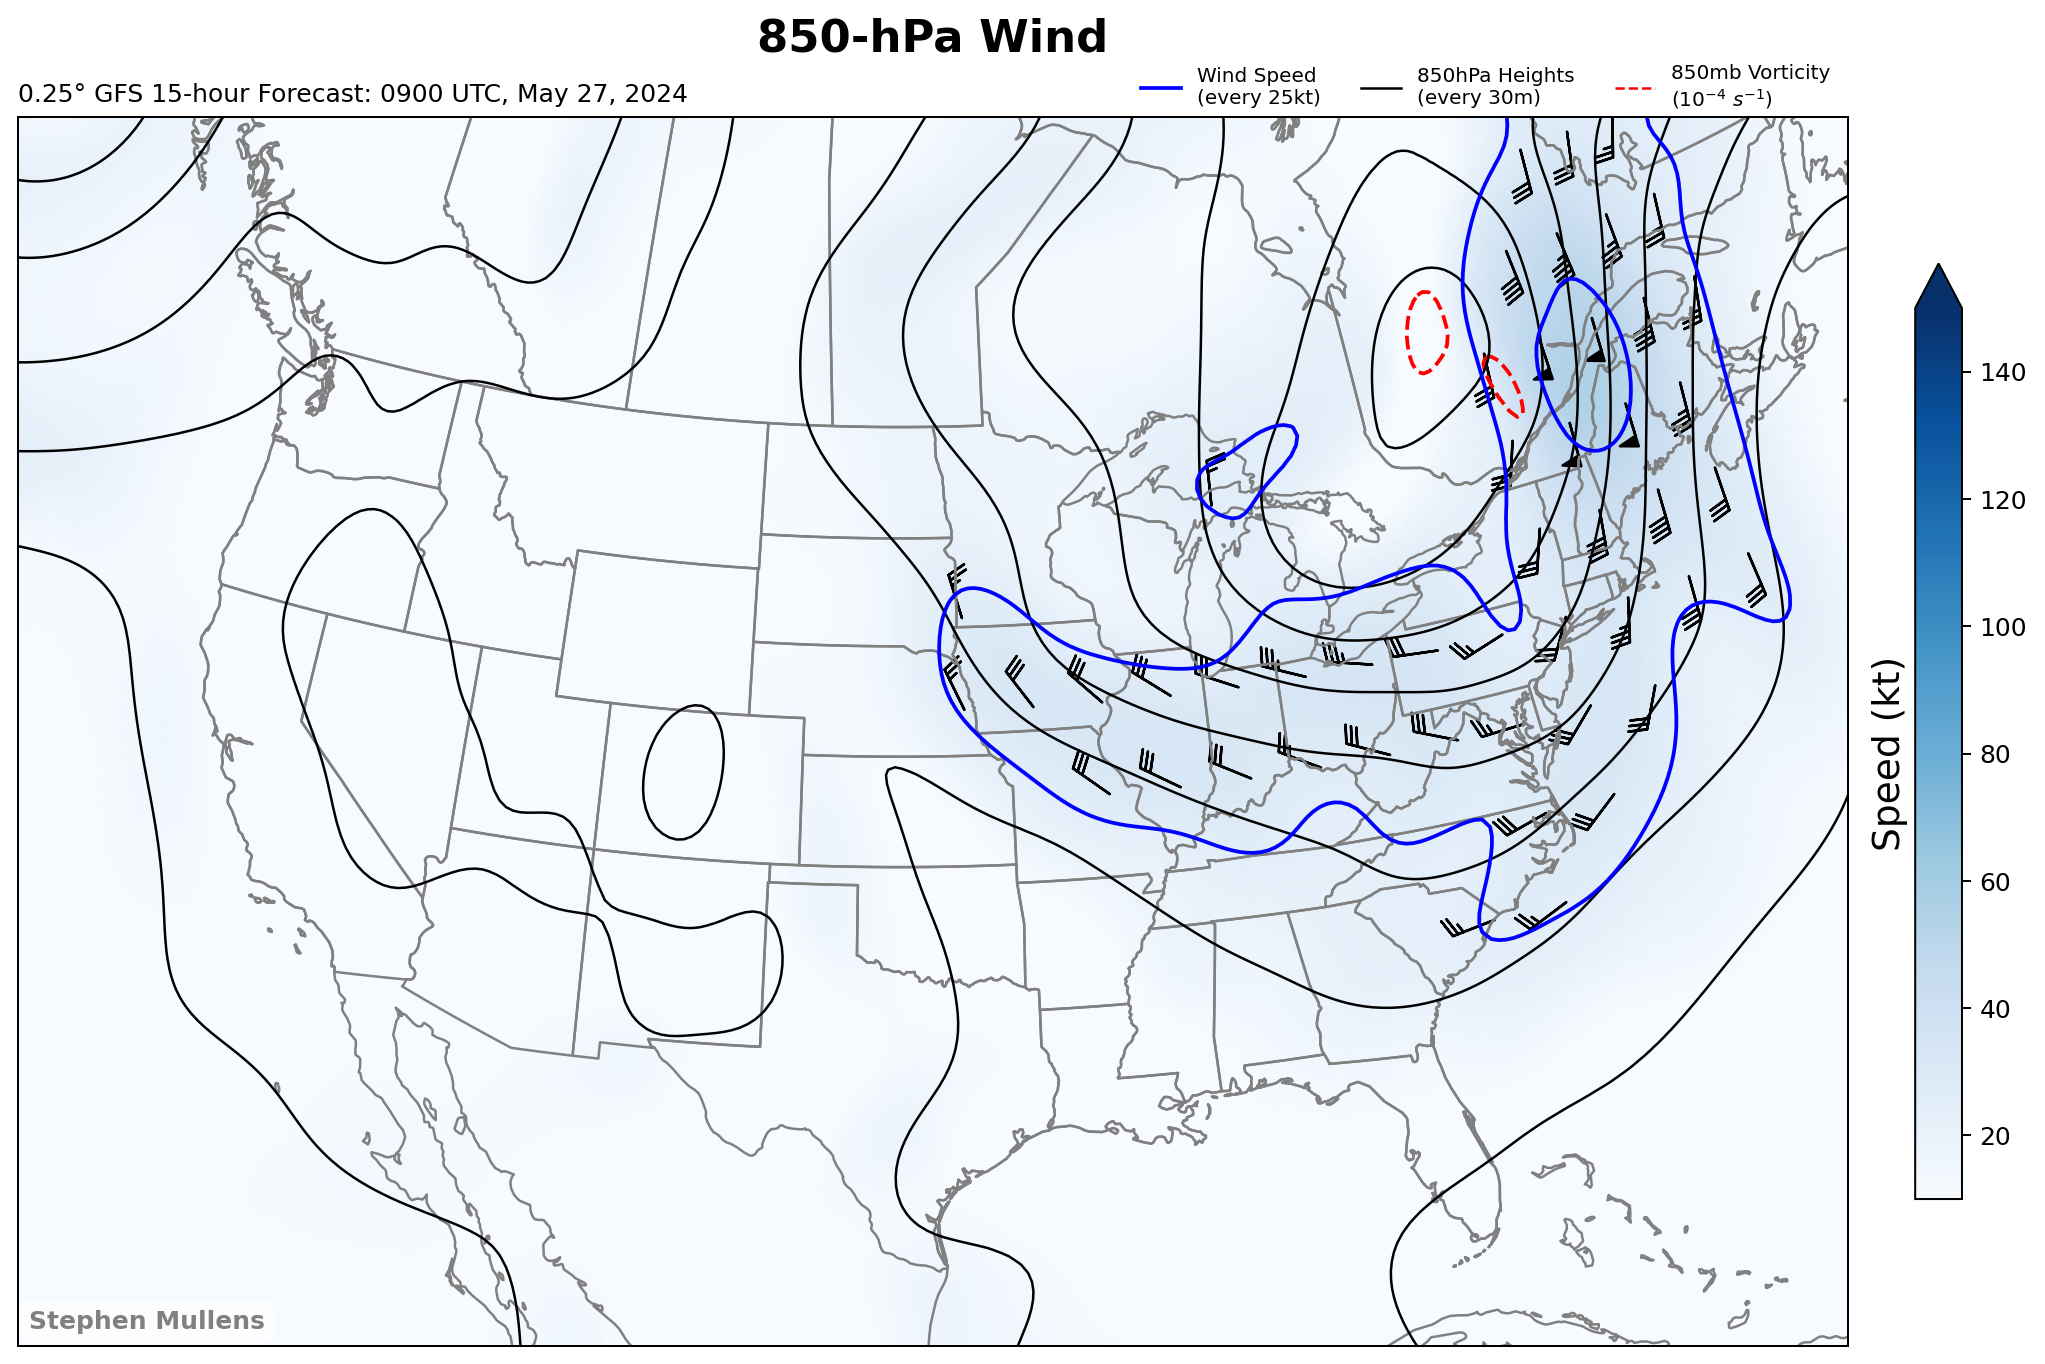 850-hPa Wind
0.25° GFS 15-hour Forecast: 0900 UTC, May 27, 2024
Wind Speed
(every 25kt)
850hPa Heights
(every 30m)
850mb Vorticity
(10⁻⁴ s⁻¹)
140
120
100
80
60
40
20
Speed (kt)
Stephen Mullens